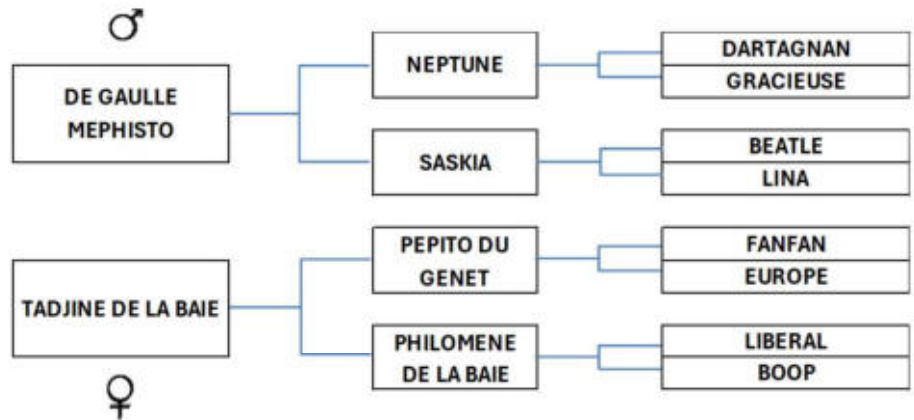 ♂
DE GAULLE
MEPHISTO
NEPTUNE
DARTAGNAN
GRACIEUSE
SASKIA
BEATLE
LINA
TADJINE DE LA BAIE
♀
PEPITO DU
GENET
FANFAN
EUROPE
PHILOMENE
DE LA BAIE
LIBERAL
BOOP